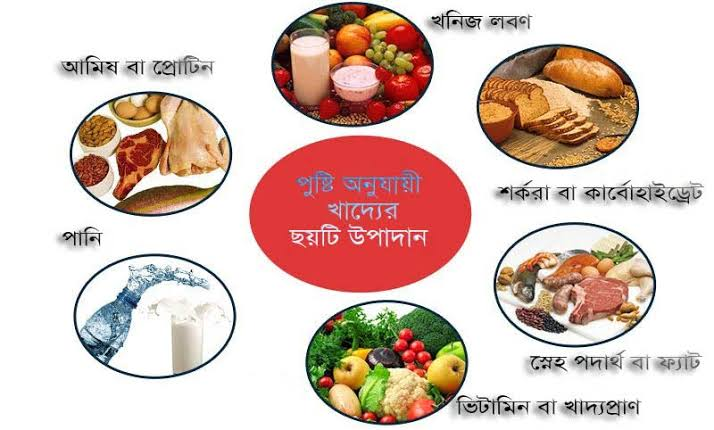 খনিজ লবণ
আমিষ বা প্রোটিন
পুষ্টি অনুযায়ী
খাদ্যের
ছয়টি উপাদান
শর্করা বা কার্বোহাইড্রেট
পানি
স্নেহ পদার্থ বা ফ্যাট
ভিটামিন বা খাদ্যপ্রাণ